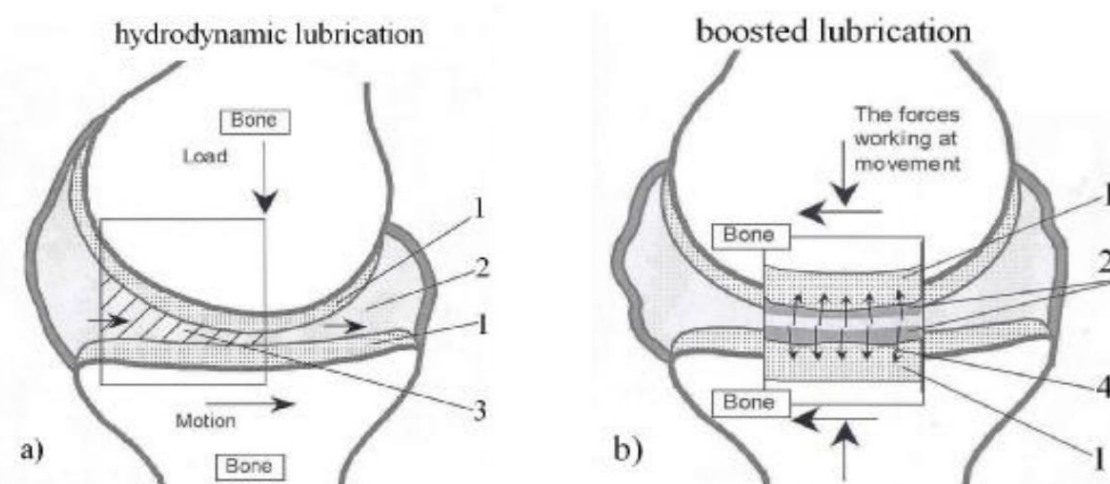 hydrodynamic lubrication
Bone
Load
1
2
1
3
Motion
a)
Bone
boosted lubrication
The forces
working at
movement
1
Bone
2
4
Bone
1
b)